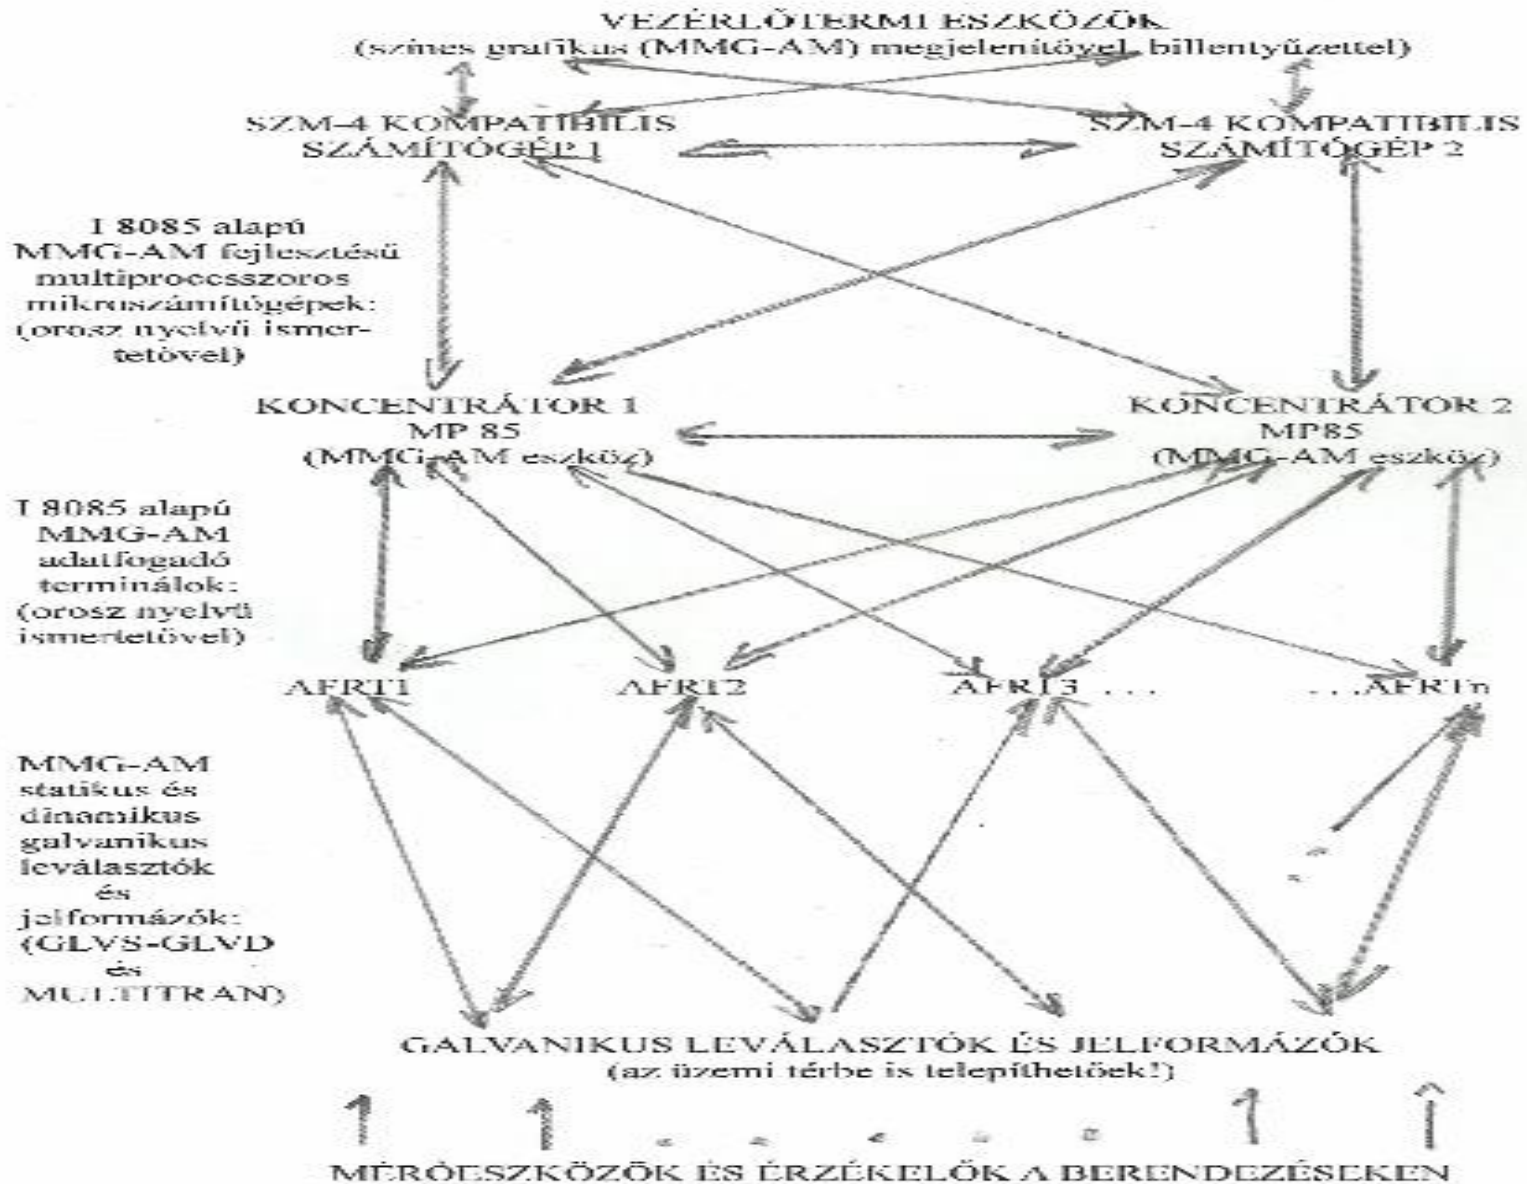 VEZÉRLŐTERMI ESZKÖZÖK
(színes grafikus (MMG-AM) megjelenítővel, billentyűzettel)
SZM-4 KOMPATIBILIS
SZÁMÍTÓGÉP 1
SZM-4 KOMPATIBILIS
SZÁMÍTÓGÉP 2
I 8085 alapú
MMG-AM fejlesztésű
multiprocesszoros
mikroszámítógépek:
(orosz nyelvű ismer-
tetővel)
KONCENTRÁTOR 1
MP 85
(MMG-AM eszköz)
KONCENTRÁTOR 2
MP85
(MMG-AM eszköz)
I 8085 alapú
MMG-AM
adatfogadó
terminálok:
(orosz nyelvű
ismertetővel)
AFRT1
AFRT2
AFRT3 . . .
. . . AFRTn
MMG-AM
statikus és
dinamikus
galvanikus
leválasztók
és
jelformázók:
(GLVS-GLVD
és
MULTITRAN)
GALVANIKUS LEVÁLASZTÓK ÉS JELFORMÁZÓK
(az üzemi térbe is telepíthetőek!)
MÉRŐESZKÖZÖK ÉS ÉRZÉKELŐK A BERENDEZÉSEKEN